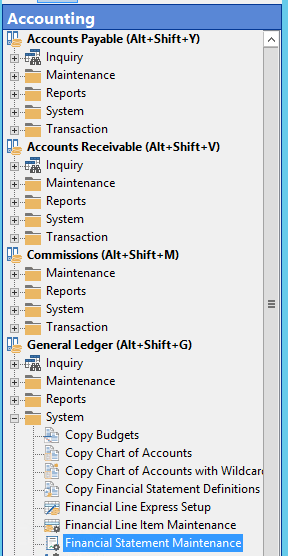 Accounting
Accounts Payable (Alt+Shift+Y)
Inquiry
Maintenance
Reports
System
Transaction
Accounts Receivable (Alt+Shift+V)
Inquiry
Maintenance
Reports
System
Transaction
Commissions (Alt+Shift+M)
Maintenance
Reports
System
Transaction
General Ledger (Alt+Shift+G)
Inquiry
Maintenance
Reports
System
Copy Budgets
Copy Chart of Accounts
Copy Chart of Accounts with Wildcar
Copy Financial Statement Definitions
Financial Line Express Setup
Financial Line Item Maintenance
Financial Statement Maintenance